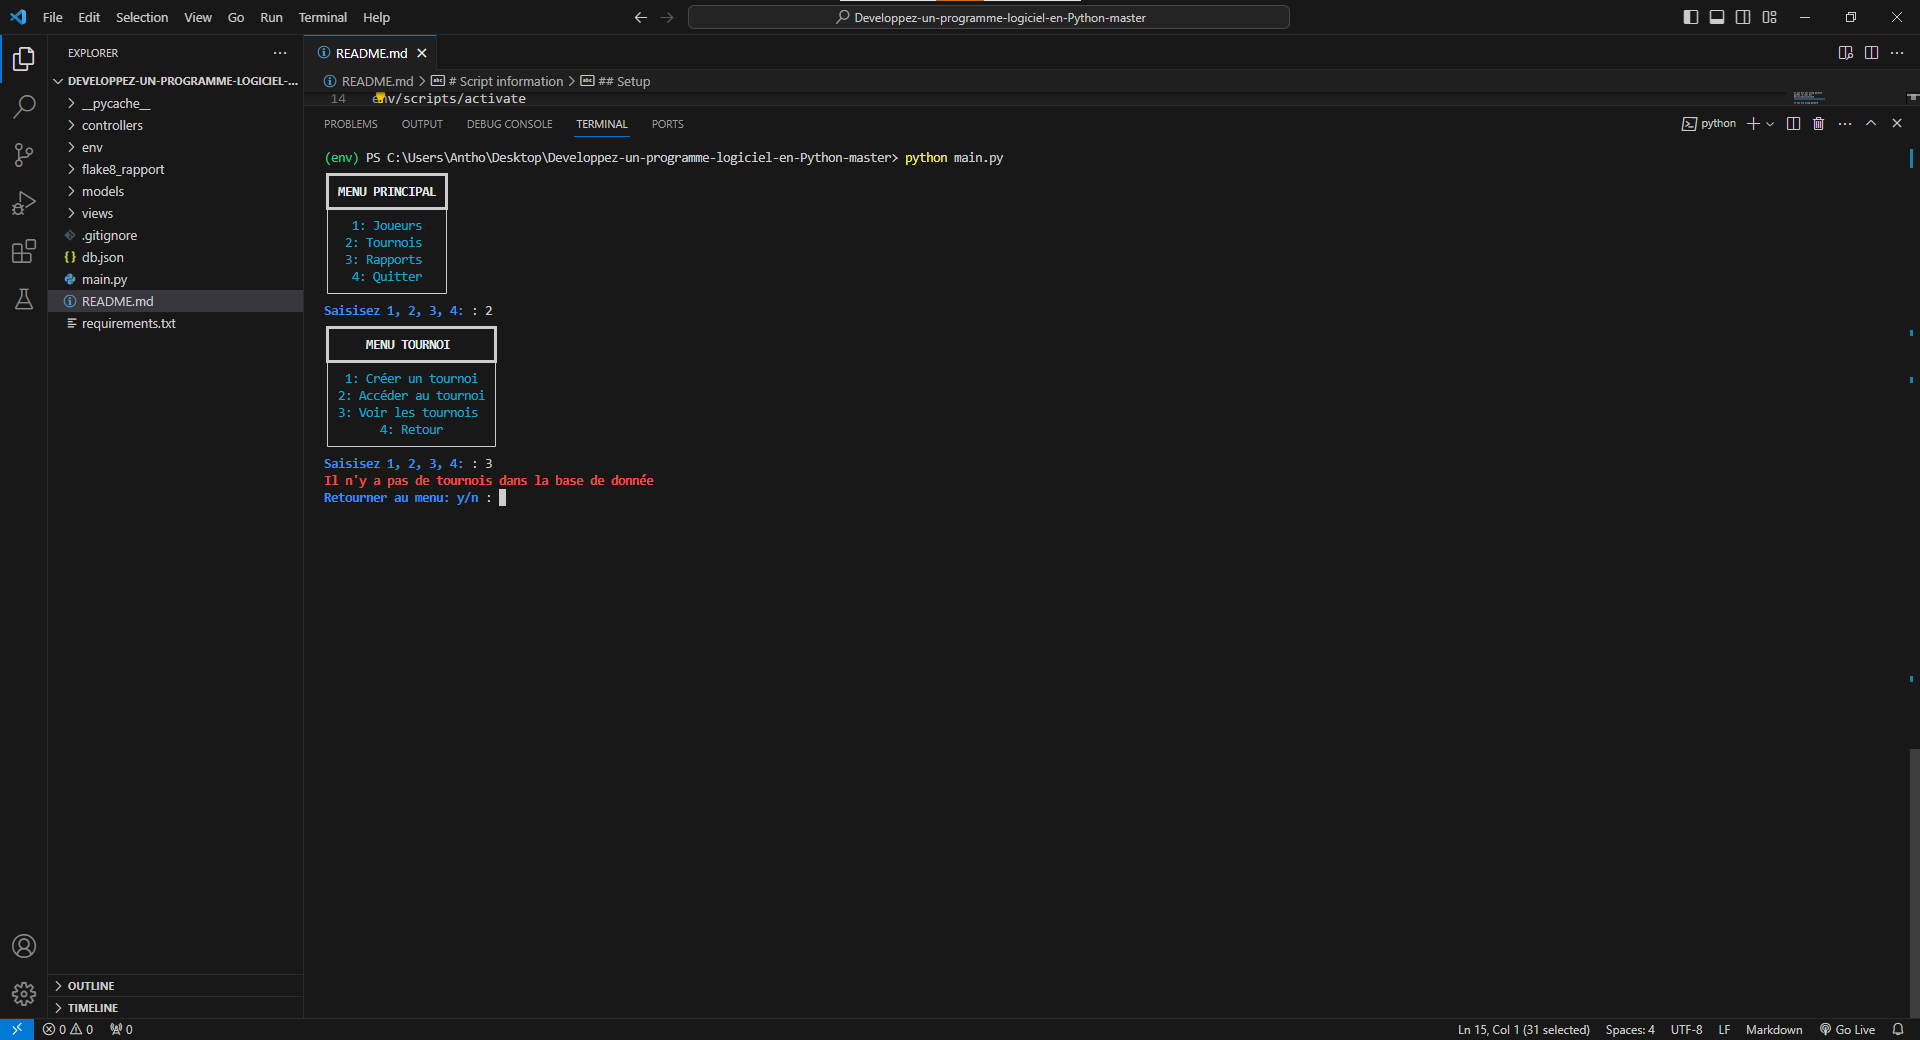 File Edit Selection View Go Run Terminal Help
Developpez-un-programme-logiciel-en-Python-master
EXPLORER
README.md
DEVELOPPEZ-UN-PROGRAMME-LOGICIEL-...
README.md > # Script information > ## Setup
__pycache__
14 env/scripts/activate
controllers
PROBLEMS OUTPUT DEBUG CONSOLE TERMINAL PORTS
python
env
(env) PS C:\Users\Antho\Desktop\Developpez-un-programme-logiciel-en-Python-master> python main.py
flake8_rapport
models
MENU PRINCIPAL
views
1: Joueurs
.gitignore
2: Tournois
db.json
3: Rapports
main.py
4: Quitter
README.md
Saisisez 1, 2, 3, 4: : 2
requirements.txt
MENU TOURNOI
1: Créer un tournoi
2: Accéder au tournoi
3: Voir les tournois
4: Retour
Saisisez 1, 2, 3, 4: : 3
Il n'y a pas de tournois dans la base de donnée
Retourner au menu: y/n :
OUTLINE
TIMELINE
0 0 0
Ln 15, Col 1 (31 selected) Spaces: 4 UTF-8 LF Markdown Go Live